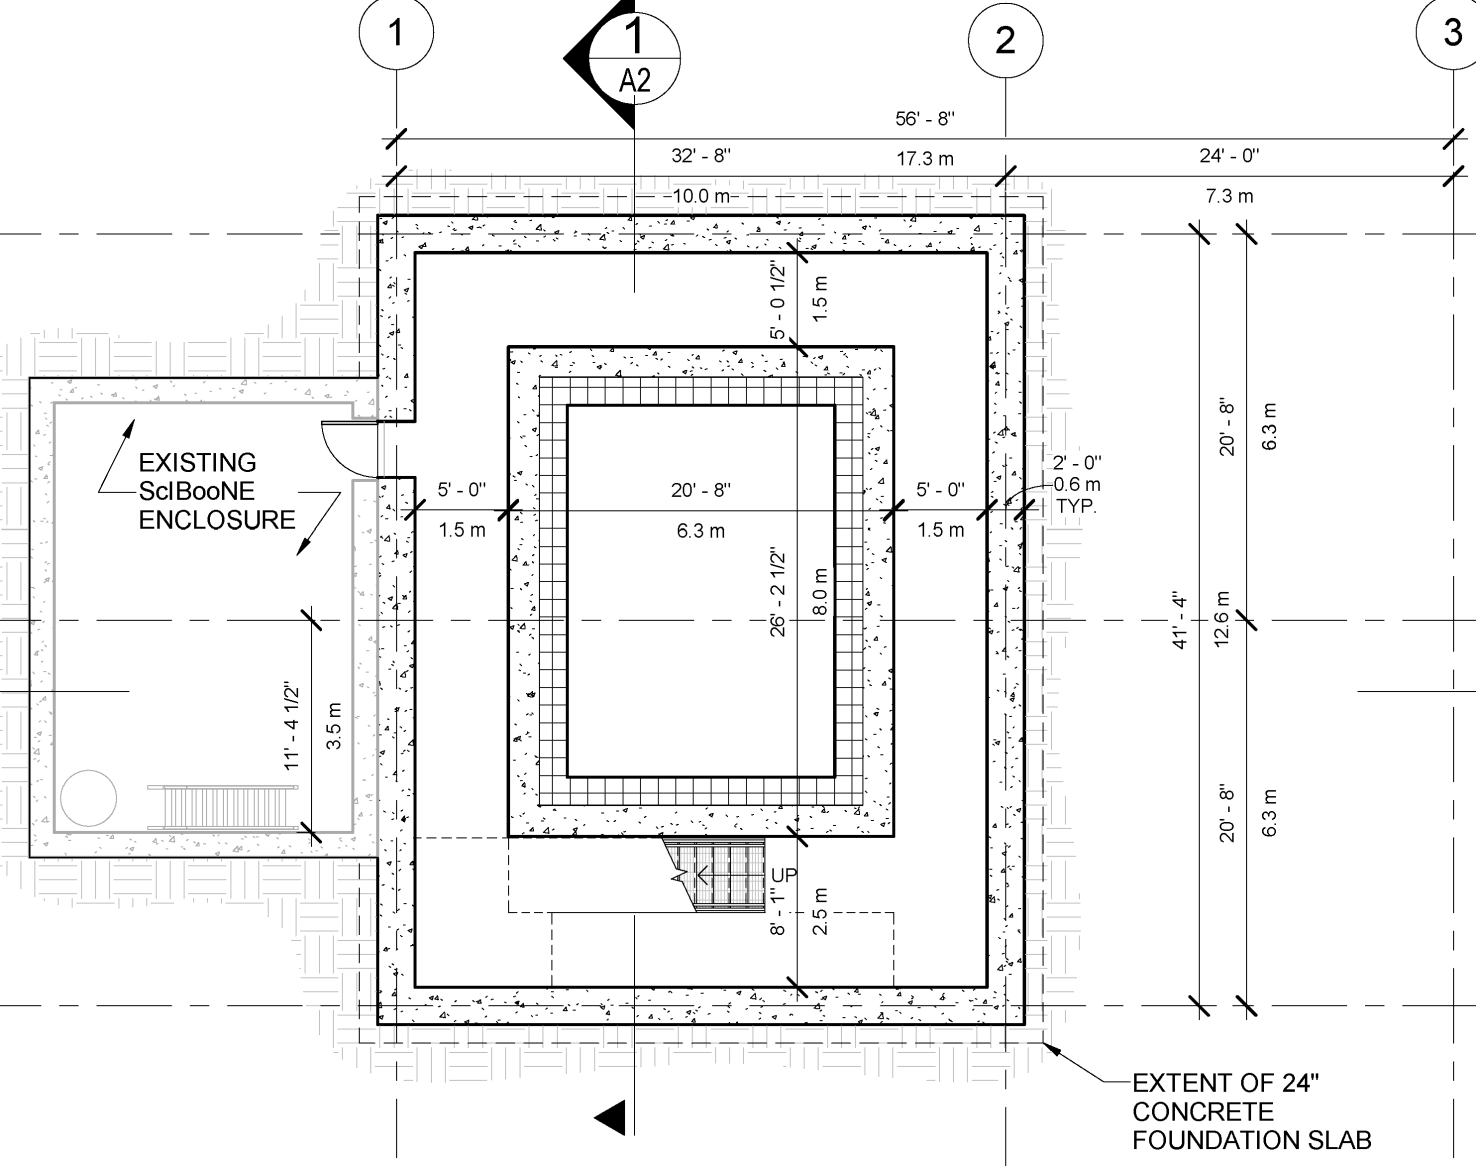 1
1
A2
2
3
56' - 8"
32' - 8"
17.3 m
24' - 0"
10.0 m
7.3 m
5' - 0 1/2"
1.5 m
20' - 8"
6.3 m
EXISTING
SciBooNE
ENCLOSURE
2' - 0"
0.6 m
TYP.
5' - 0"
20' - 8"
5' - 0"
1.5 m
6.3 m
1.5 m
26' - 2 1/2"
8.0 m
41' - 4"
12.6 m
11' - 4 1/2"
3.5 m
20' - 8"
6.3 m
UP
8' - 1"
2.5 m
EXTENT OF 24"
CONCRETE
FOUNDATION SLAB